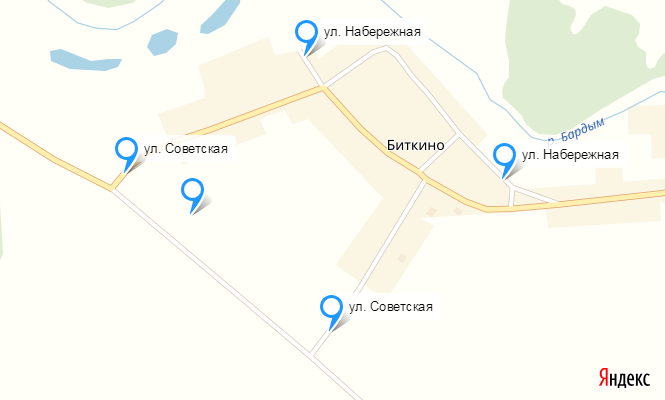 ул. Набережная
р. Бардым
Биткино
ул. Советская
ул. Набережная
ул. Советская
Яндекс